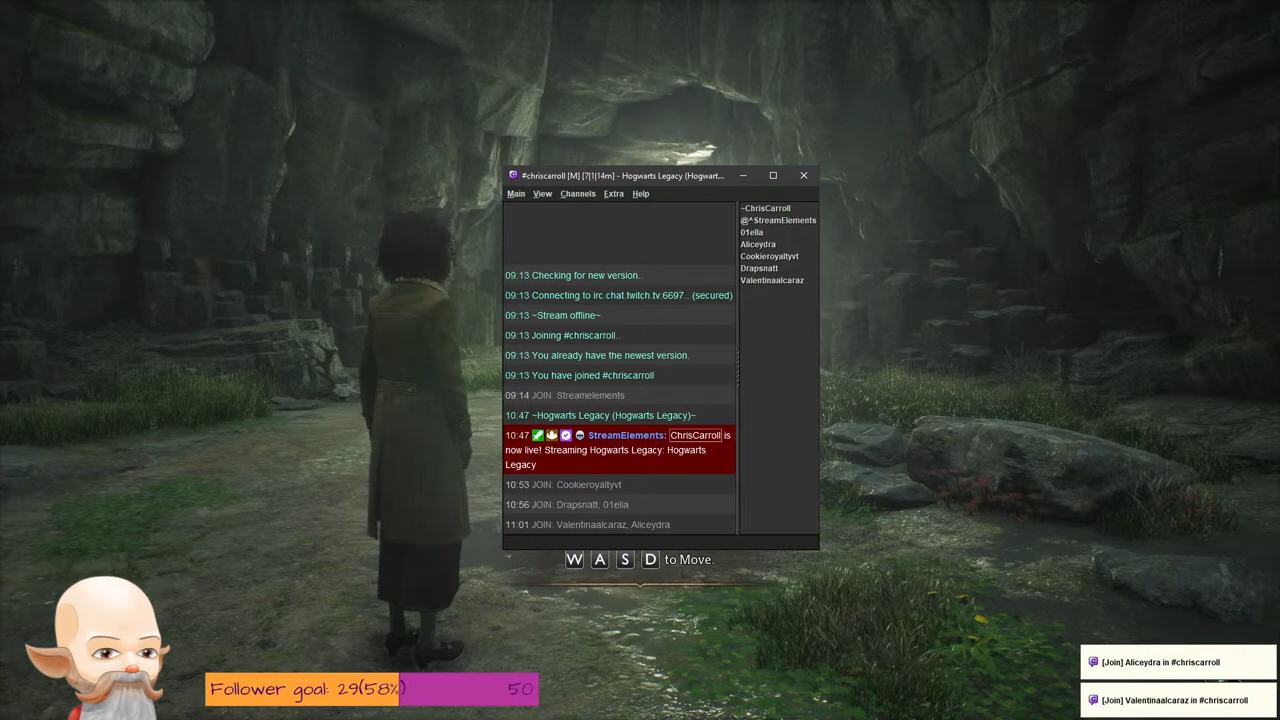 #chriscarroll [M] [7|1|14m] - Hogwarts Legacy (Hogwart...
Main View Channels Extra Help
09:13 Checking for new version..
09:13 Connecting to irc.chat.twitch.tv:6697.. (secured)
09:13 ~Stream offline~
09:13 Joining #chriscarroll..
09:13 You already have the newest version.
09:13 You have joined #chriscarroll
09:14 JOIN: Streamelements
10:47 ~Hogwarts Legacy (Hogwarts Legacy)~
10:47 StreamElements: ChrisCarroll is
now live! Streaming Hogwarts Legacy: Hogwarts
Legacy
10:53 JOIN: Cookieroyaltyvt
10:56 JOIN: Drapsnatt, 01ella
11:01 JOIN: Valentinaalcaraz, Aliceydra
~ChrisCarroll
@^StreamElements
01ella
Aliceydra
Cookieroyaltyvt
Drapsnatt
Valentinaalcaraz
W A S D to Move.
Follower goal: 29(58%) 50
[Join] Aliceydra in #chriscarroll
[Join] Valentinaalcaraz in #chriscarroll